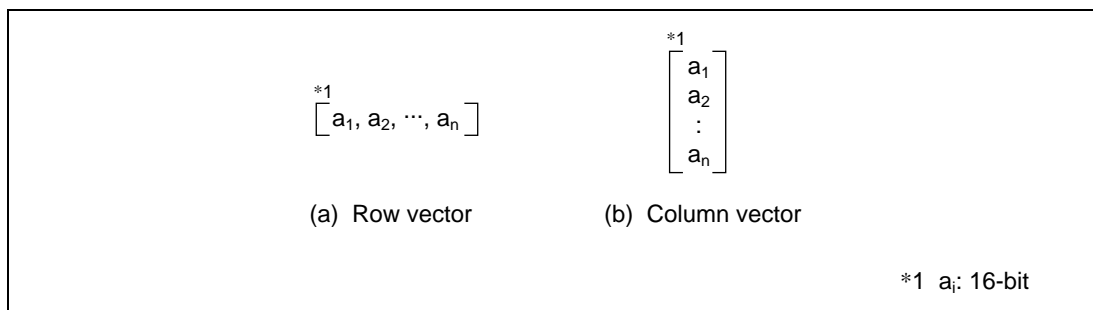 *1
[ a₁, a₂, ···, aₙ ]
(a) Row vector
*1
a₁
a₂
:
aₙ
(b) Column vector
*1 aᵢ: 16-bit